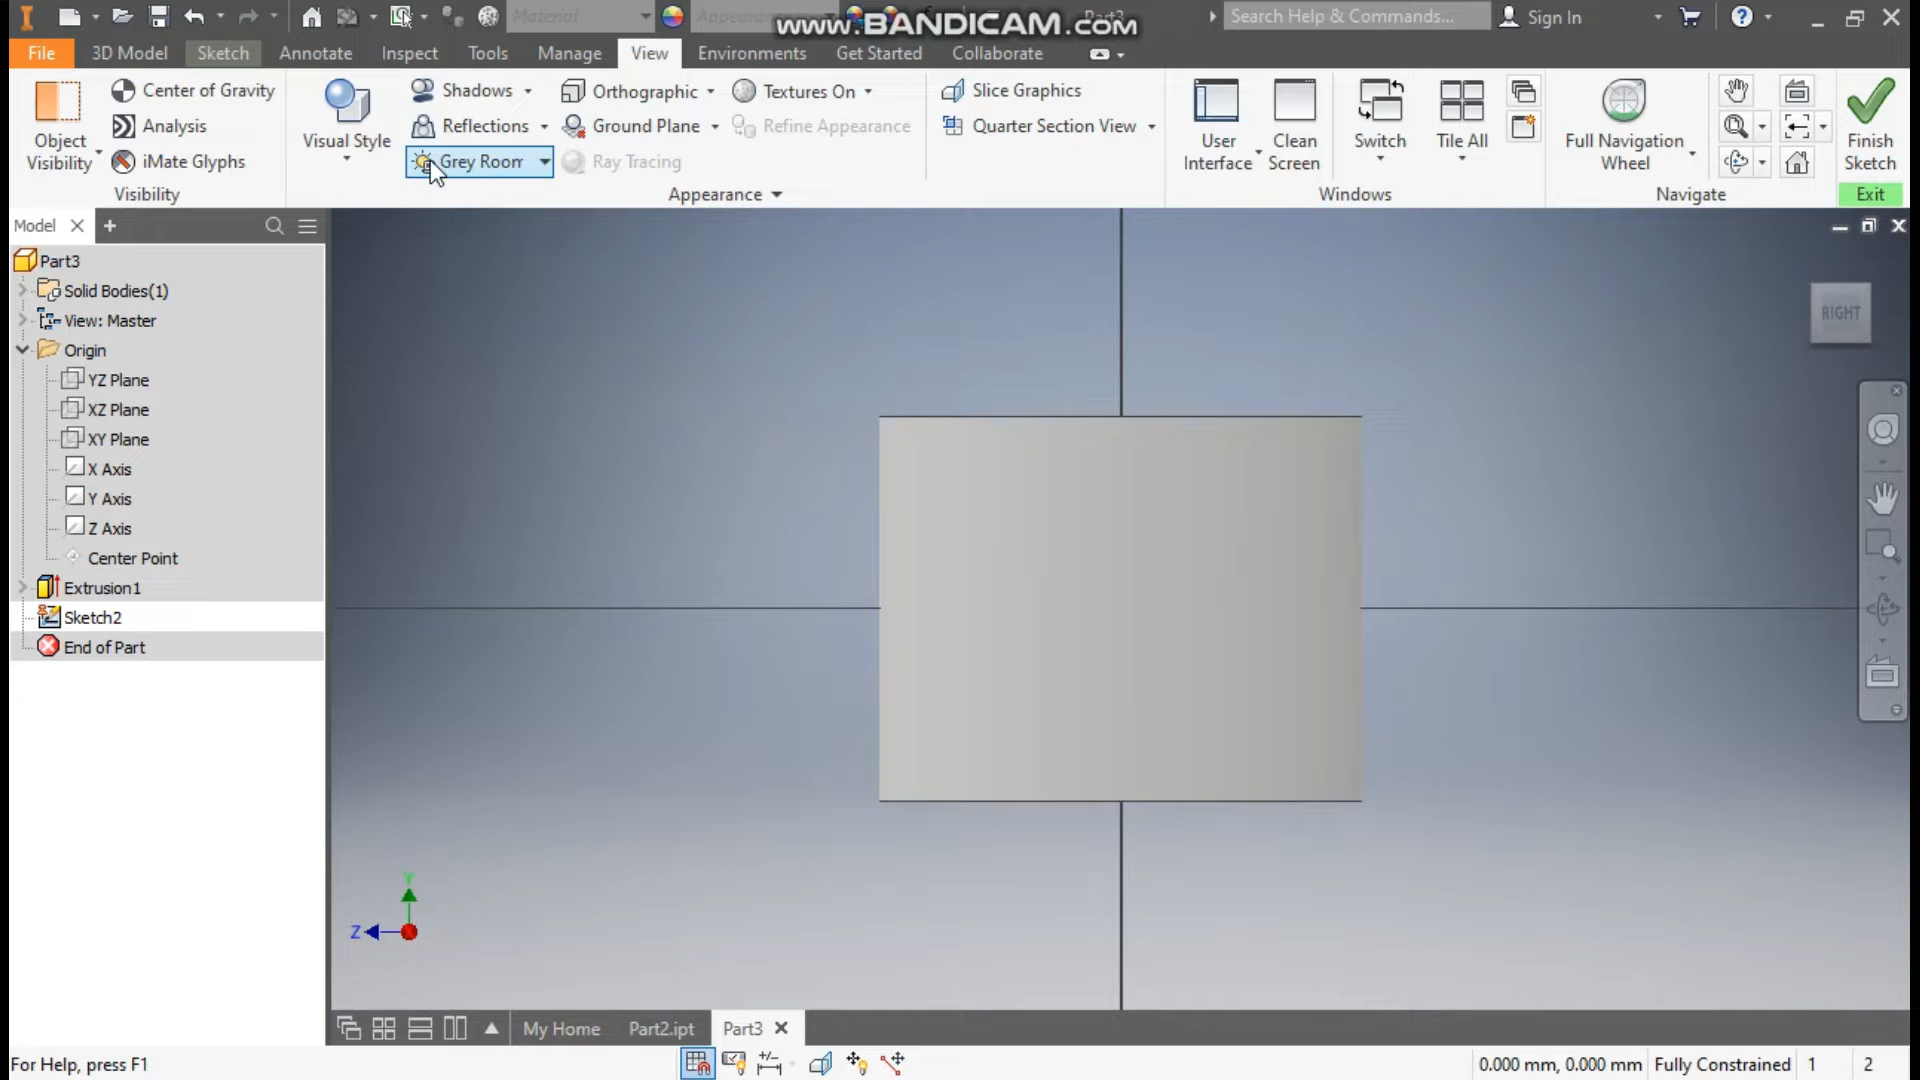 Material
Appearance
www.BANDICAM.com
Search Help & Commands...
Sign In
File
3D Model
Sketch
Annotate
Inspect
Tools
Manage
View
Environments
Get Started
Collaborate
Object Visibility
Center of Gravity
Analysis
iMate Glyphs
Visibility
Visual Style
Shadows
Reflections
Grey Room
Orthographic
Ground Plane
Ray Tracing
Textures On
Refine Appearance
Appearance
Slice Graphics
Quarter Section View
User Interface
Clean Screen
Switch
Tile All
Windows
Full Navigation Wheel
Navigate
Finish Sketch
Exit
Model
Part3
Solid Bodies(1)
View: Master
Origin
YZ Plane
XZ Plane
XY Plane
X Axis
Y Axis
Z Axis
Center Point
Extrusion1
Sketch2
End of Part
RIGHT
Y
Z
My Home
Part2.ipt
Part3
For Help, press F1
0.000 mm, 0.000 mm
Fully Constrained
1
2